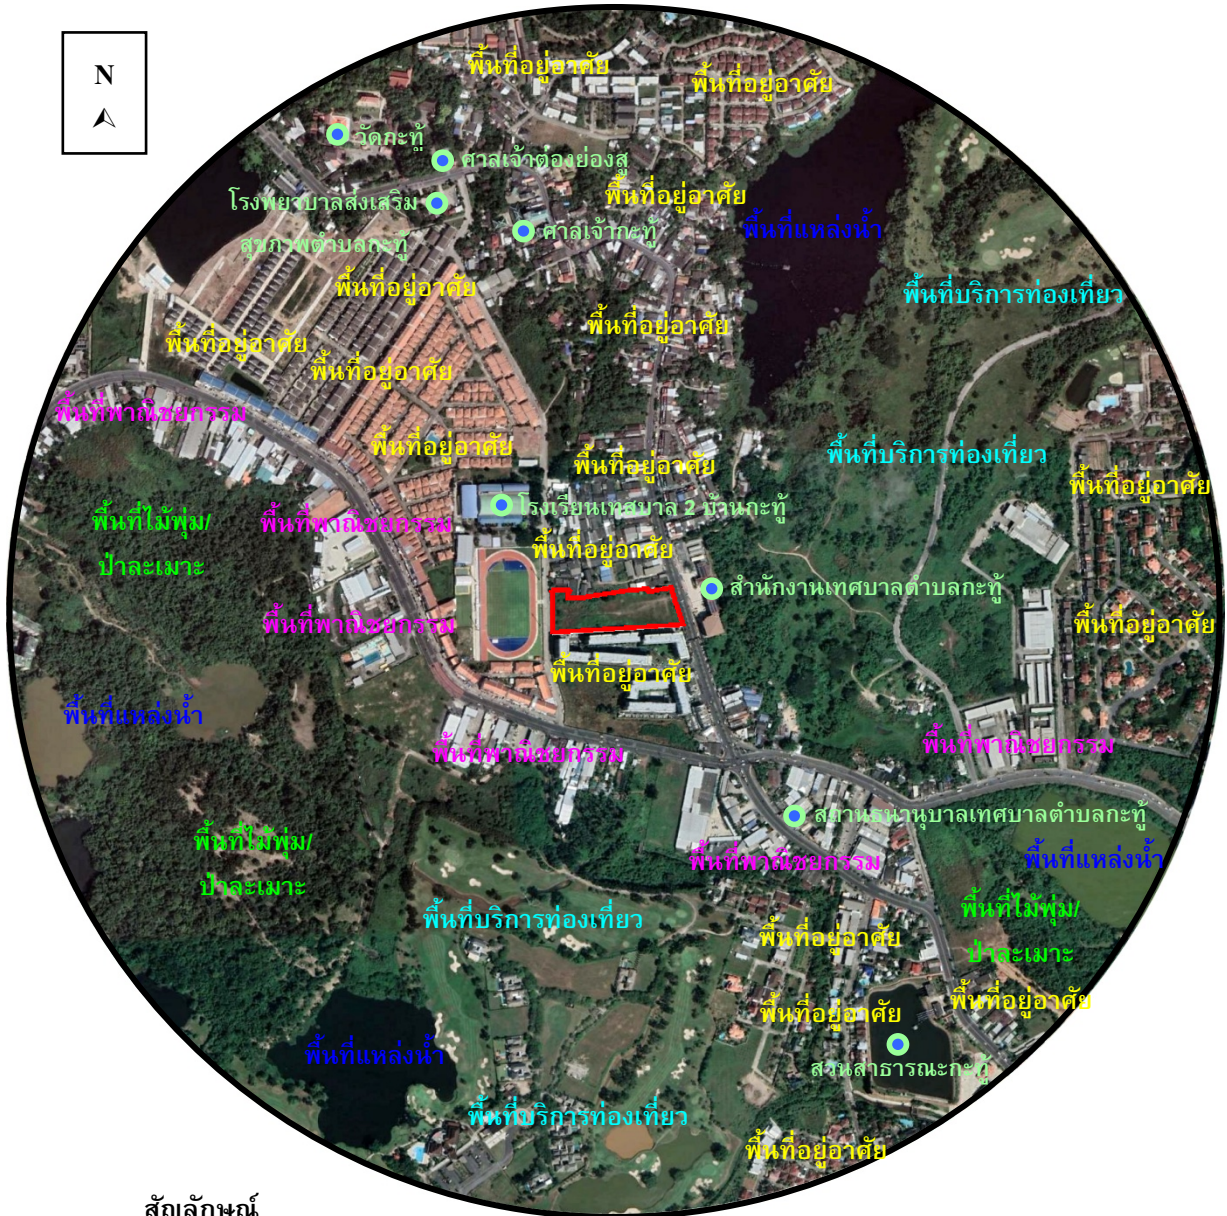 N
พื้นที่อยู่อาศัย
พื้นที่อยู่อาศัย
วัดกะทู้
ศาลเจ้าต่องย่องสู
พื้นที่อยู่อาศัย
โรงพยาบาลส่งเสริม
สุขภาพตำบลกะทู้
ศาลเจ้ากะทู้
พื้นที่แหล่งน้ำ
พื้นที่อยู่อาศัย
พื้นที่บริการท่องเที่ยว
พื้นที่อยู่อาศัย
พื้นที่อยู่อาศัย
พื้นที่อยู่อาศัย
พื้นที่พาณิชยกรรม
พื้นที่อยู่อาศัย
พื้นที่อยู่อาศัย
พื้นที่บริการท่องเที่ยว
พื้นที่อยู่อาศัย
โรงเรียนเทศบาล 2 บ้านกะทู้
พื้นที่ไม้พุ่ม/
ป่าละเมาะ
พื้นที่พาณิชยกรรม
พื้นที่อยู่อาศัย
สำนักงานเทศบาลตำบลกะทู้
พื้นที่พาณิชยกรรม
พื้นที่อยู่อาศัย
พื้นที่อยู่อาศัย
พื้นที่แหล่งน้ำ
พื้นที่พาณิชยกรรม
พื้นที่พาณิชยกรรม
สถานธนานุบาลเทศบาลตำบลกะทู้
พื้นที่ไม้พุ่ม/
ป่าละเมาะ
พื้นที่พาณิชยกรรม
พื้นที่แหล่งน้ำ
พื้นที่บริการท่องเที่ยว
พื้นที่อยู่อาศัย
พื้นที่ไม้พุ่ม/
ป่าละเมาะ
พื้นที่อยู่อาศัย
พื้นที่อยู่อาศัย
พื้นที่แหล่งน้ำ
สวนสาธารณะกะทู้
พื้นที่บริการท่องเที่ยว
พื้นที่อยู่อาศัย
สัญลักษณ์